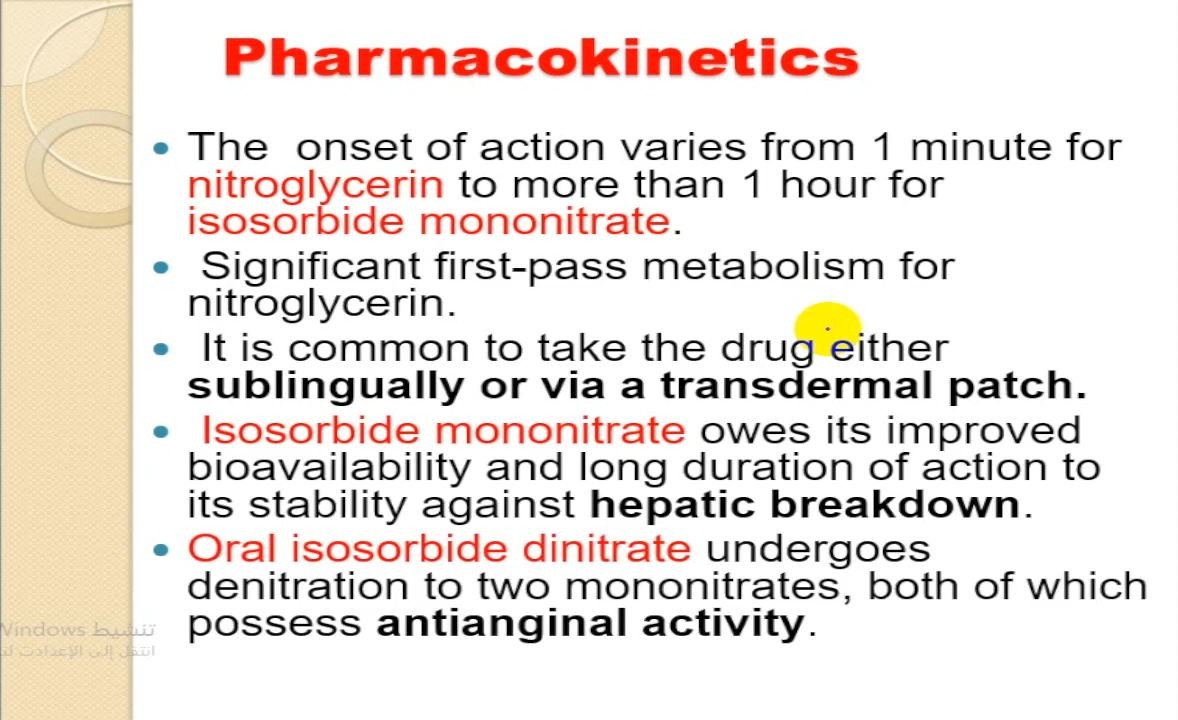 Pharmacokinetics
• The onset of action varies from 1 minute for
nitroglycerin to more than 1 hour for
isosorbide mononitrate.
• Significant first-pass metabolism for
nitroglycerin.
• It is common to take the drug either
sublingually or via a transdermal patch.
• Isosorbide mononitrate owes its improved
bioavailability and long duration of action to
its stability against hepatic breakdown.
• Oral isosorbide dinitrate undergoes
denitration to two mononitrates, both of which
possess antianginal activity.
تنشيط Windows
انتقل إلى الإعدادت